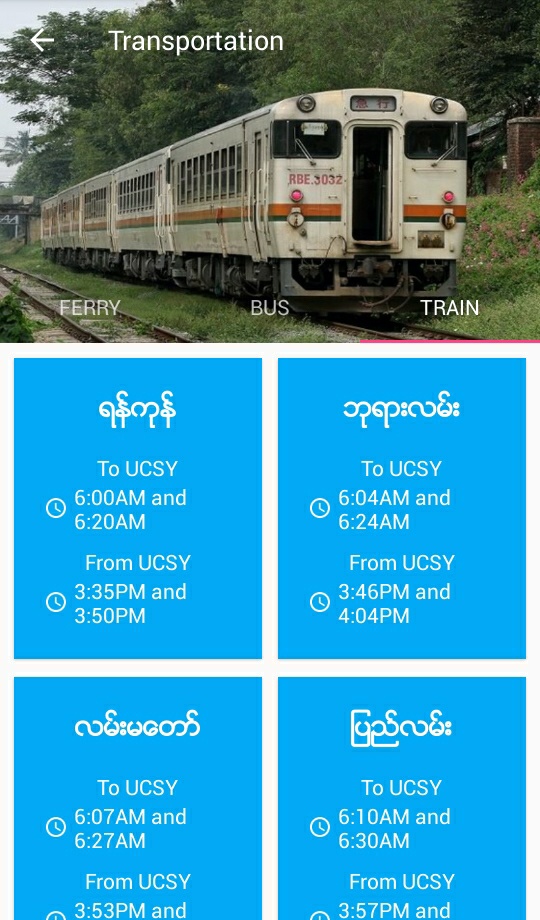 Transportation
急行
RBE.3032
FERRY
BUS
TRAIN
ရန်ကုန်
To UCSY
6:00AM and
6:20AM
From UCSY
3:35PM and
3:50PM
ဘုရားလမ်း
To UCSY
6:04AM and
6:24AM
From UCSY
3:46PM and
4:04PM
လမ်းမတော်
To UCSY
6:07AM and
6:27AM
From UCSY
3:53PM and
ပြည်လမ်း
To UCSY
6:10AM and
6:30AM
From UCSY
3:57PM and